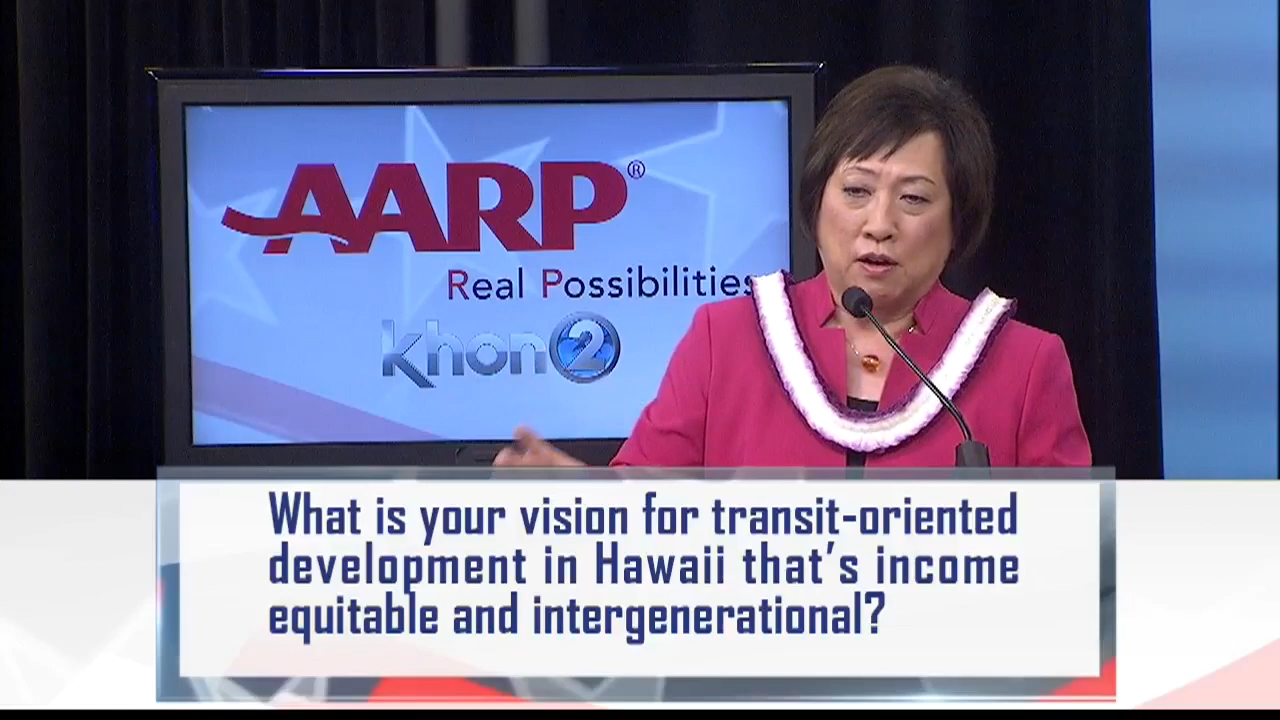 AARP®
Real Possibilities
khon2
What is your vision for transit-oriented
development in Hawaii that's income
equitable and intergenerational?